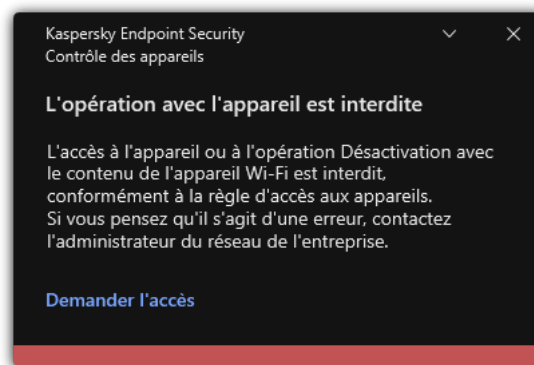 Kaspersky Endpoint Security
Contrôle des appareils
L'opération avec l'appareil est interdite
L'accès à l'appareil ou à l'opération Désactivation avec
le contenu de l'appareil Wi-Fi est interdit,
conformément à la règle d'accès aux appareils.
Si vous pensez qu'il s'agit d'une erreur, contactez
l'administrateur du réseau de l'entreprise.
Demander l'accès